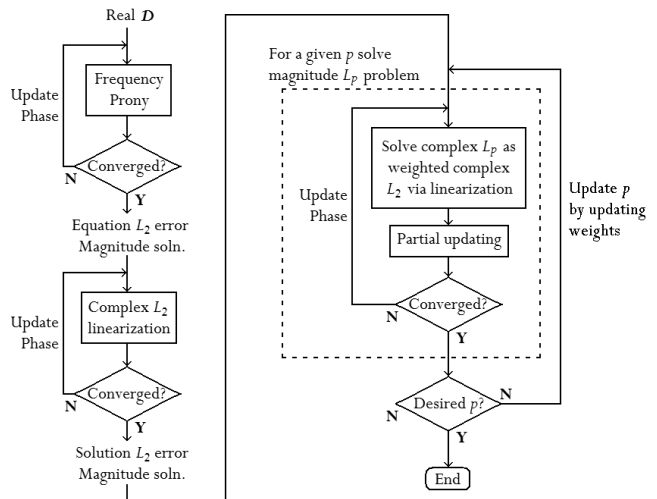 Real 𝓓
Frequency
Prony
Update
Phase
Converged?
N
Y
Equation L₂ error
Magnitude soln.
Complex L₂
linearization
Update
Phase
Converged?
N
Y
Solution L₂ error
Magnitude soln.
For a given p solve
magnitude Lₚ problem
Solve complex Lₚ as
weighted complex
L₂ via linearization
Update
Phase
Partial updating
Converged?
N
Y
Update p
by updating
weights
Desired p?
N
N
Y
End